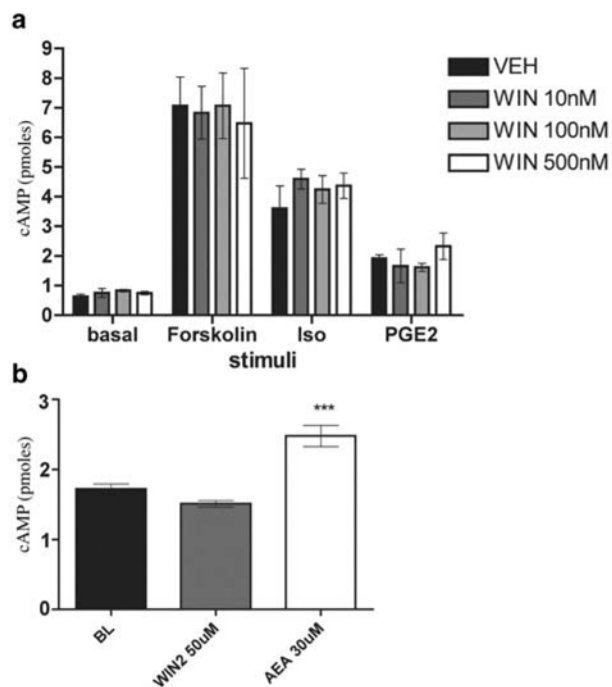 a
9
8
7
6
5
4
3
2
1
0
cAMP (pmoles)
VEH
WIN 10nM
WIN 100nM
WIN 500nM
basal Forskolin Iso PGE2
stimuli
b
3
2
1
0
cAMP (pmoles)
***
BL
WIN2 50uM
AEA 30uM